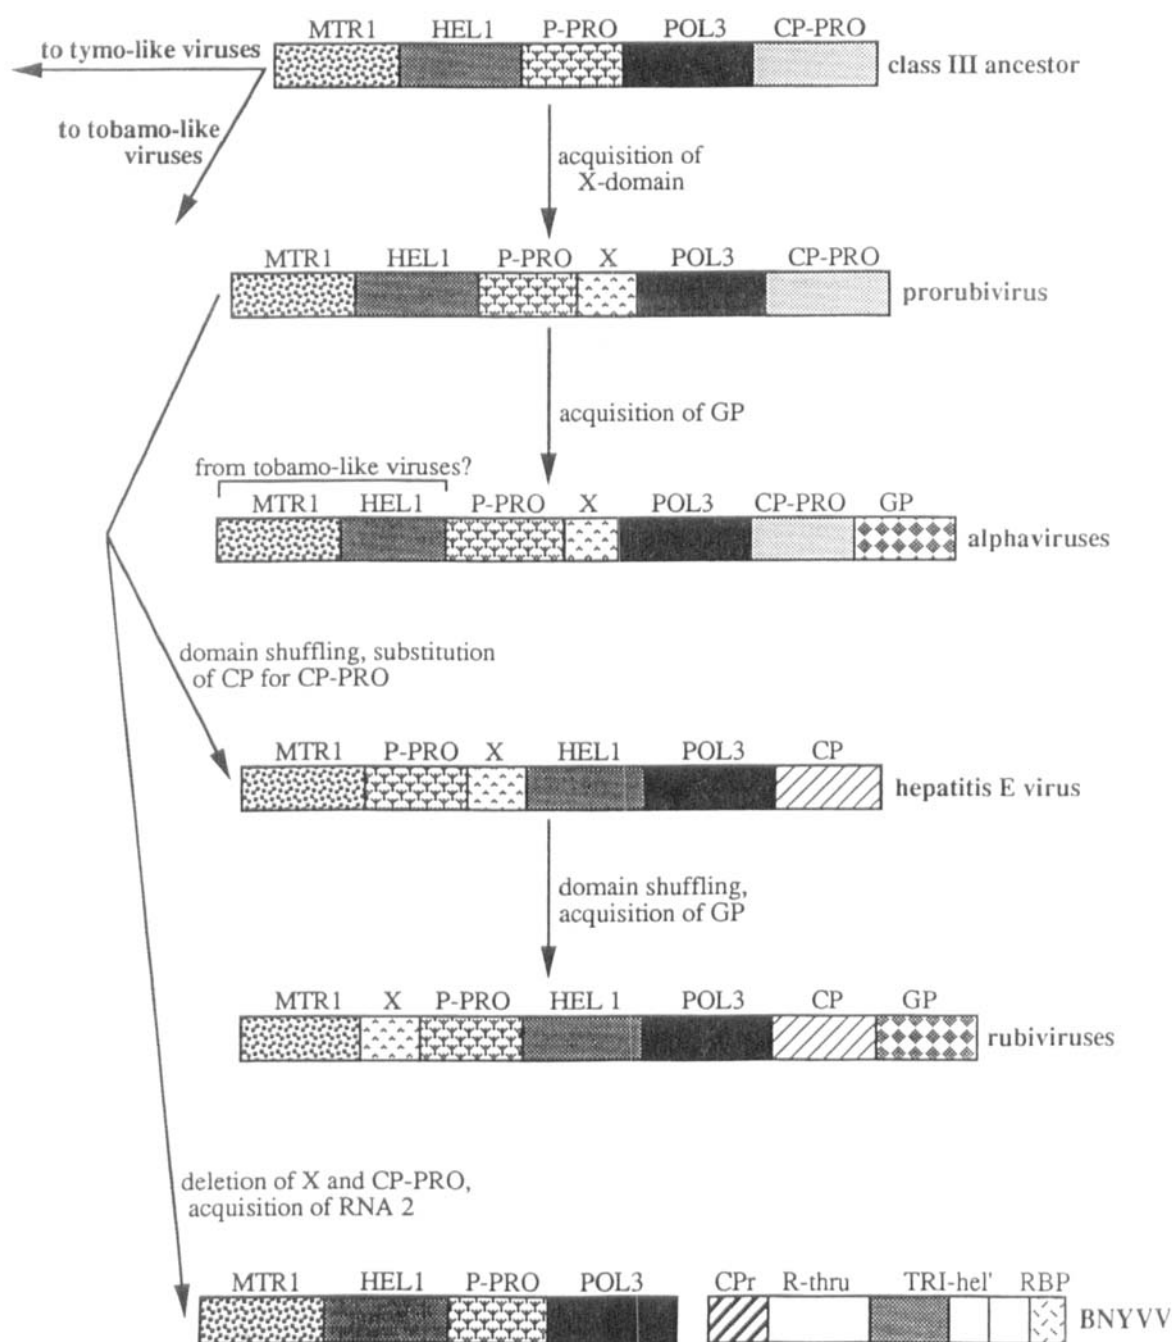 MTR1 HEL1 P-PRO POL3 CP-PRO
to tymo-like viruses
class III ancestor
to tobamo-like
viruses
acquisition of
X-domain
MTR1 HEL1 P-PRO X POL3 CP-PRO
prorubivirus
acquisition of GP
from tobamo-like viruses?
MTR1 HEL1 P-PRO X POL3 CP-PRO GP
alphaviruses
domain shuffling, substitution
of CP for CP-PRO
MTR1 P-PRO X HEL1 POL3 CP
hepatitis E virus
domain shuffling,
acquisition of GP
MTR1 X P-PRO HEL 1 POL3 CP GP
rubiviruses
deletion of X and CP-PRO,
acquisition of RNA 2
MTR1 HEL1 P-PRO POL3 CPr R-thru TRI-hel' RBP
BNYVV